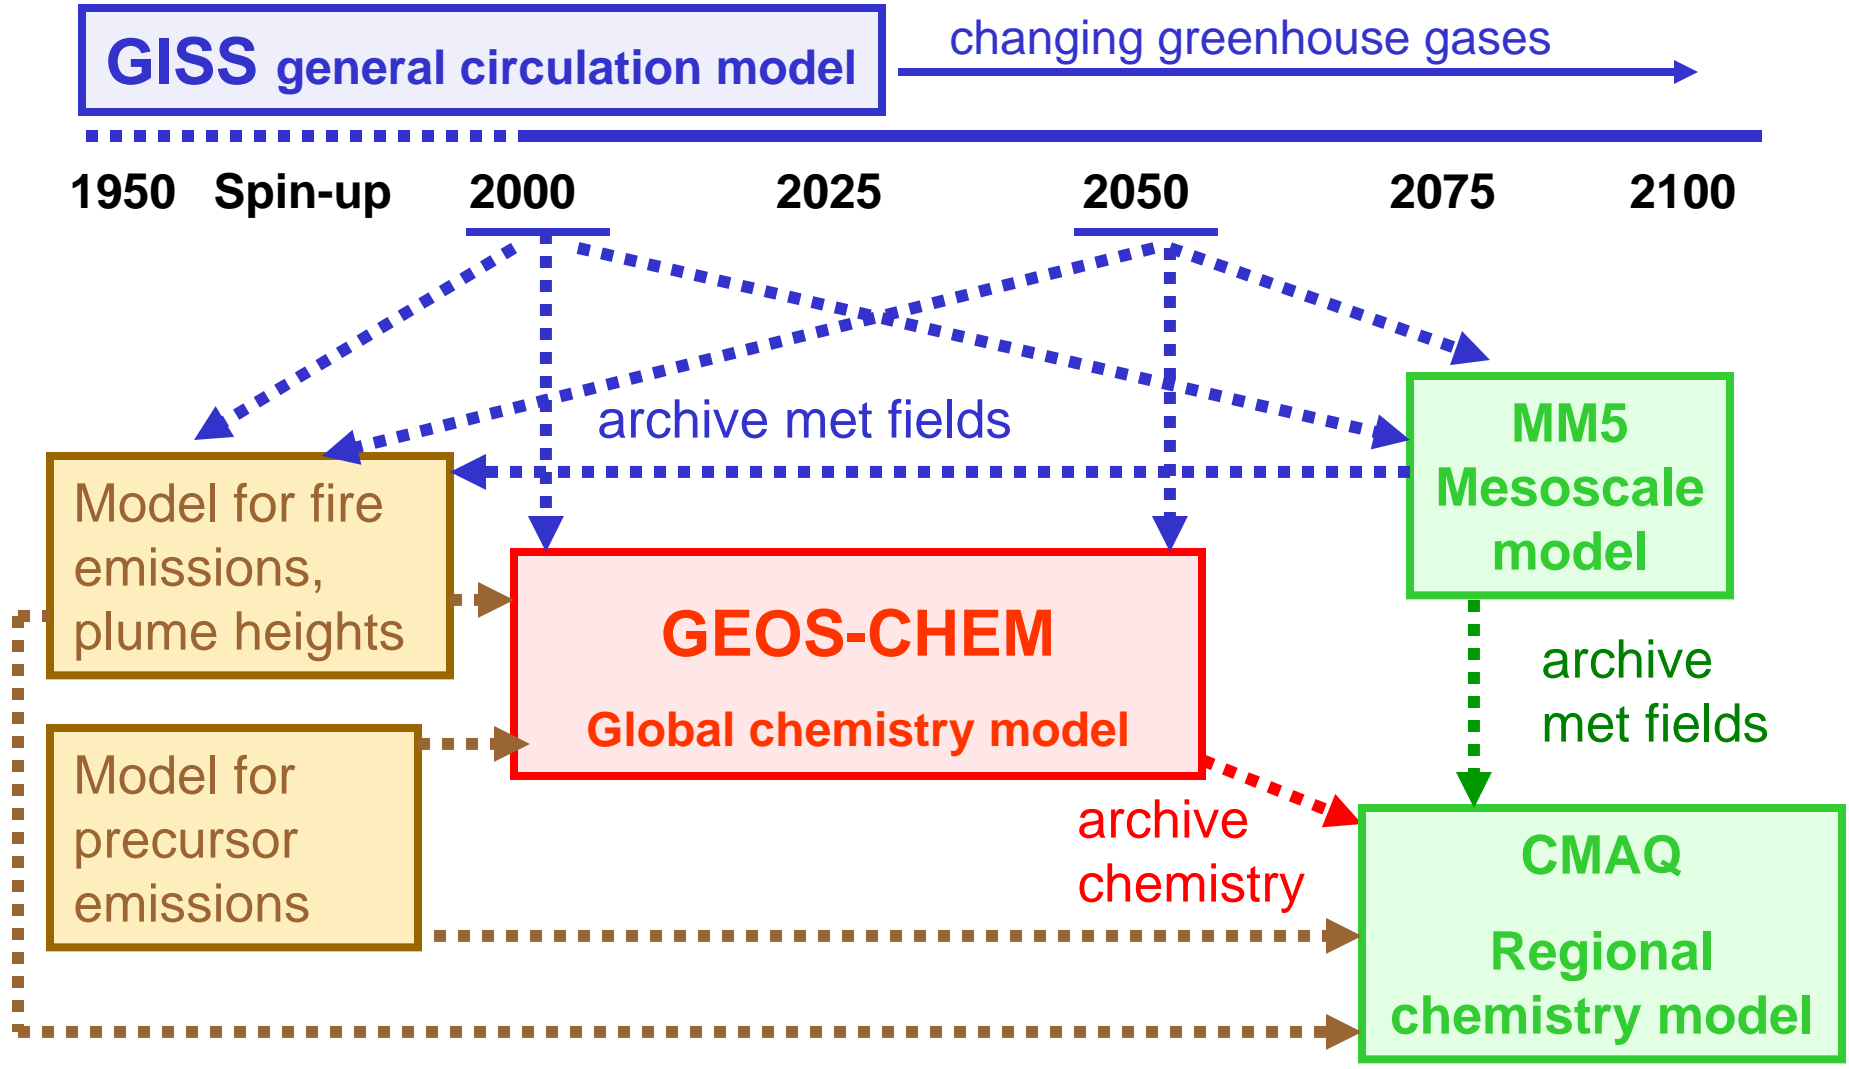 GISS general circulation model
changing greenhouse gases
1950 Spin-up 2000 2025 2050 2075 2100
archive met fields
MM5
Mesoscale
model
Model for fire
emissions,
plume heights
GEOS-CHEM
Global chemistry model
archive
met fields
Model for
precursor
emissions
archive
chemistry
CMAQ
Regional
chemistry model